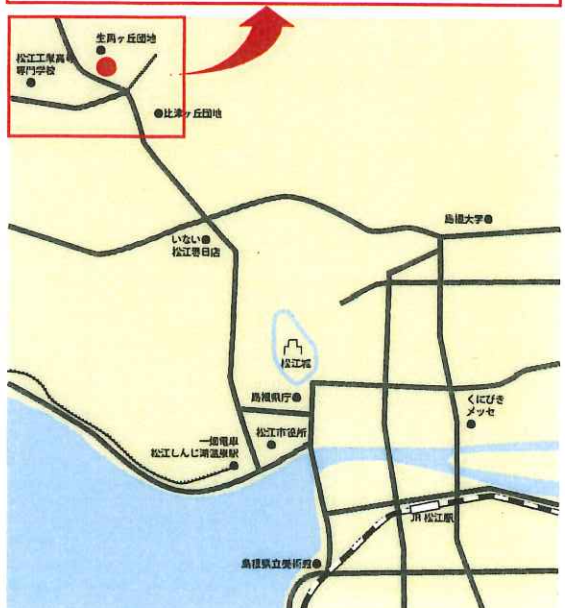 生馬ヶ丘団地
松江工業高等
専門学校
比津ヶ丘団地
島根大学
いない
松江春日店
松江城
島根県庁
くにびき
メッセ
松江市役所
一畑電車
松江しんじ湖温泉駅
JR 松江駅
島根県立美術館